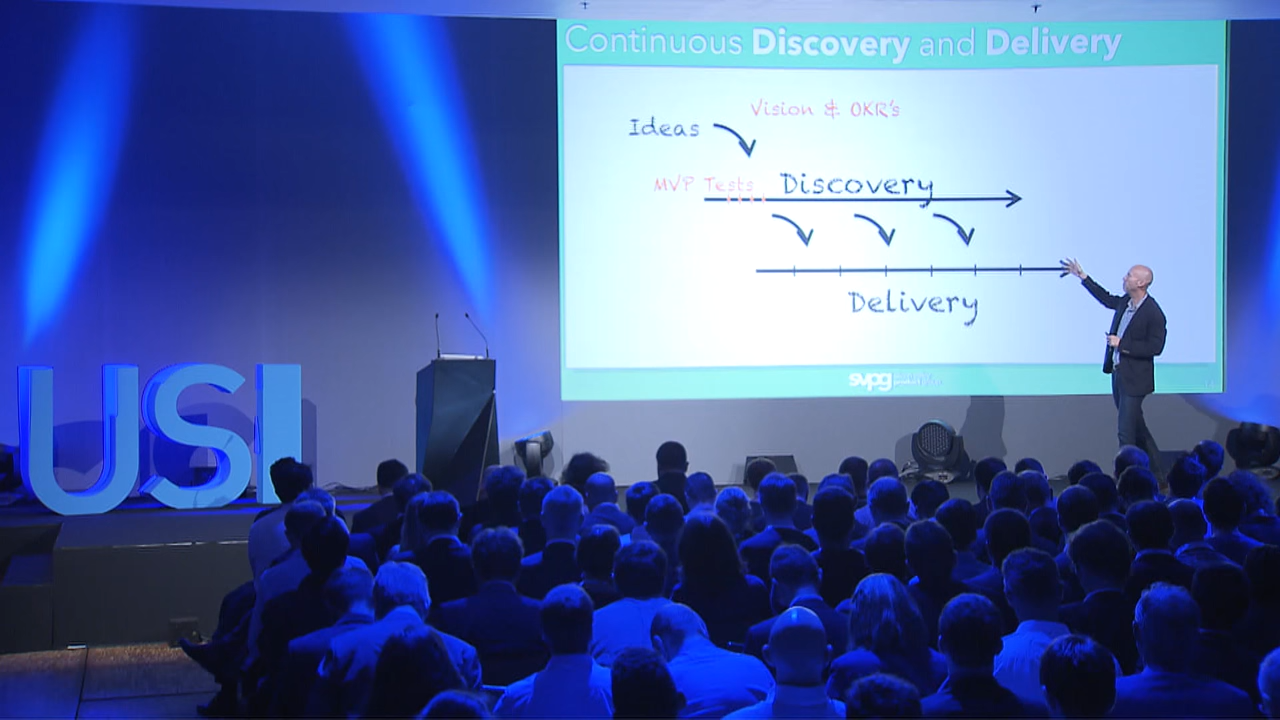 Continuous Discovery and Delivery
Vision & OKR's
Ideas
MVP Tests Discovery
Delivery
svpg
USI